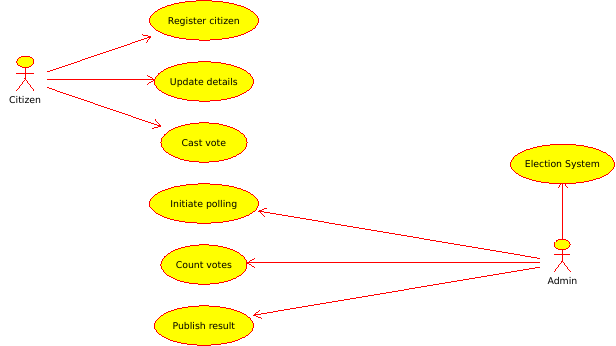 Register citizen
Citizen
Update details
Cast vote
Election System
Initiate polling
Count votes
Admin
Publish result